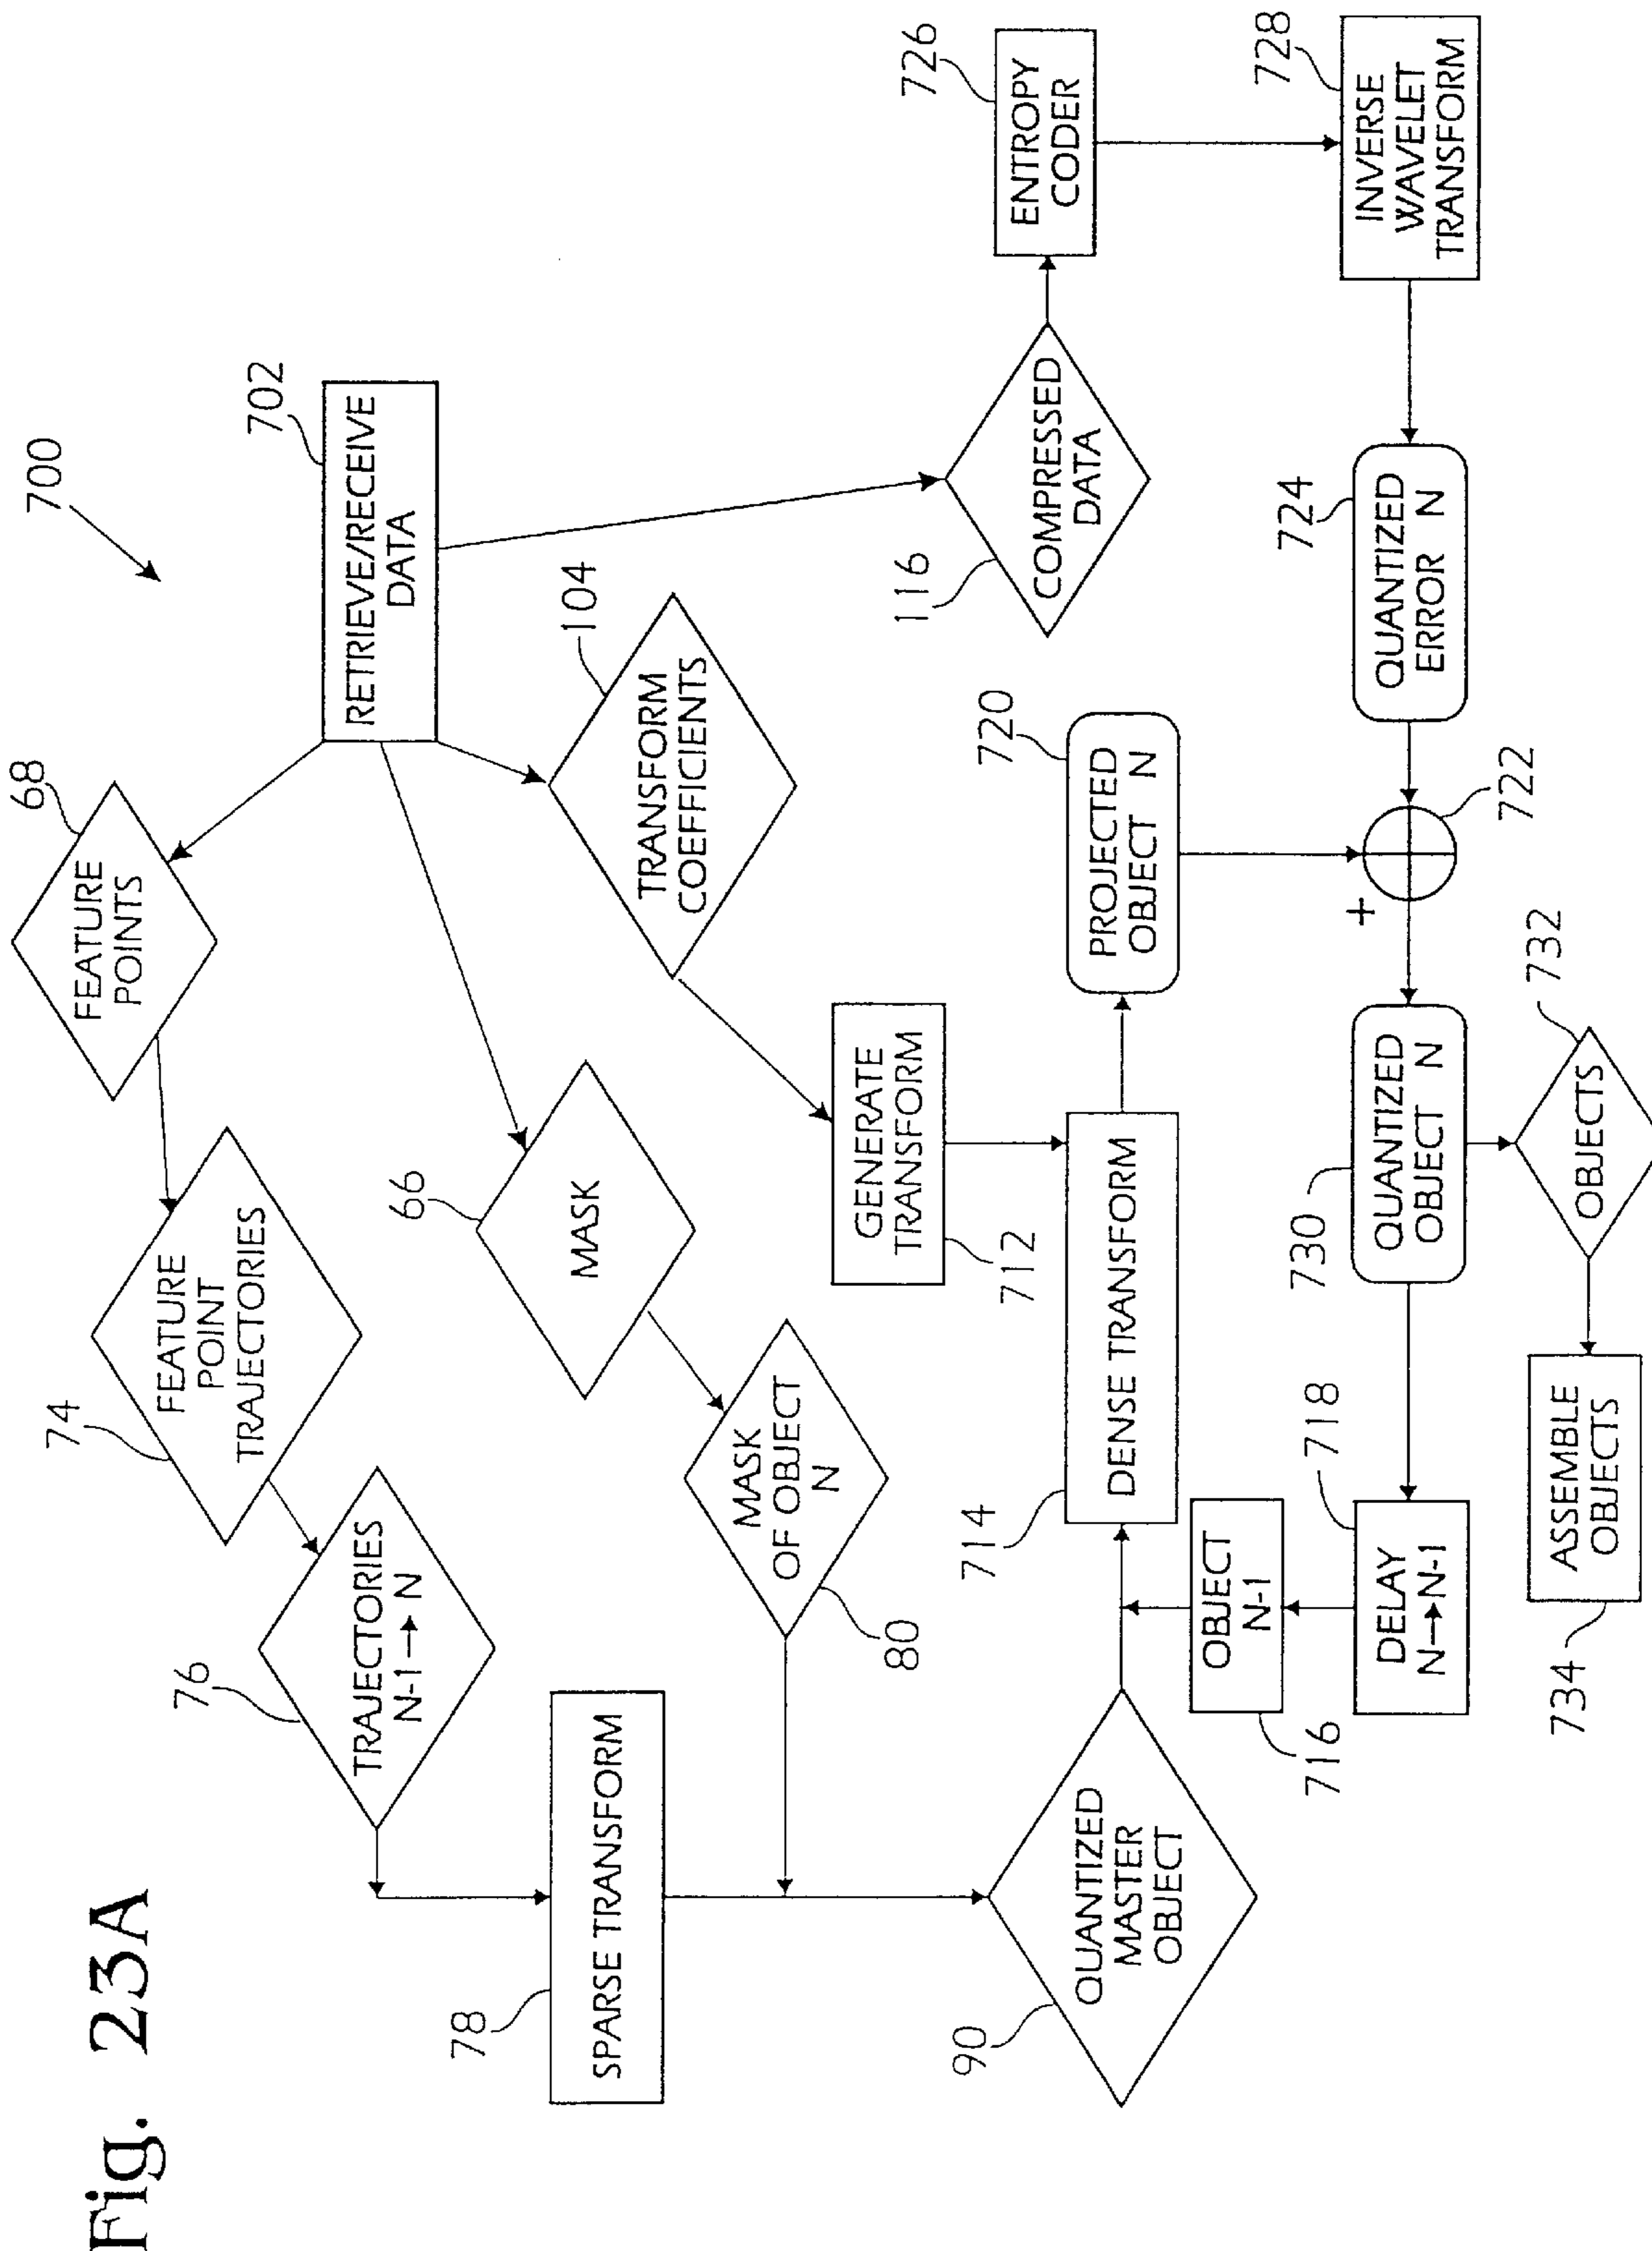 Fig. 23A
700
702
RETRIEVE/RECEIVE
DATA
68
FEATURE
POINTS
74
FEATURE
POINT
TRAJECTORIES
76
TRAJECTORIES
N-1→N
78
SPARSE TRANSFORM
66
MASK
80
MASK
OF OBJECT
N
104
TRANSFORM
COEFFICIENTS
712
GENERATE
TRANSFORM
90
QUANTIZED
MASTER
OBJECT
714
DENSE TRANSFORM
716
OBJECT
N-1
718
DELAY
N→N-1
720
PROJECTED
OBJECT N
116
COMPRESSED
DATA
726
ENTROPY
CODER
728
INVERSE
WAVELET
TRANSFORM
724
QUANTIZED
ERROR N
722
+
730
QUANTIZED
OBJECT N
732
OBJECTS
734
ASSEMBLE
OBJECTS